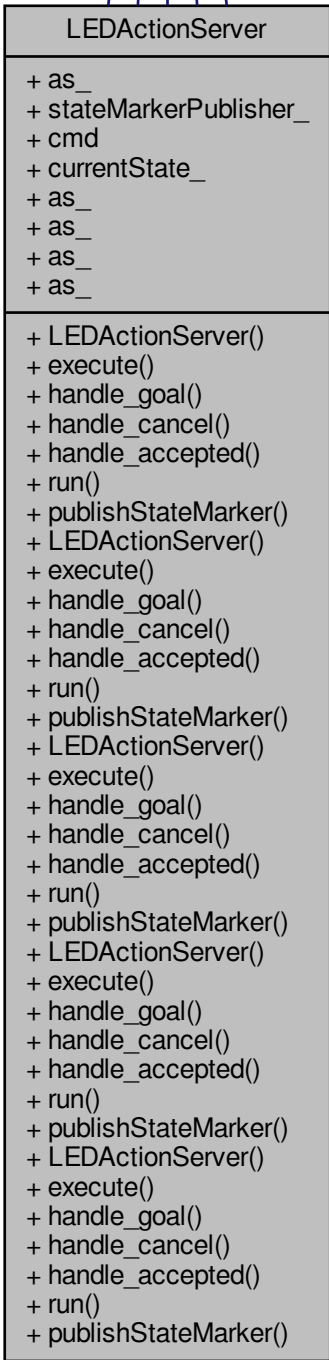 LEDActionServer
+ as_
+ stateMarkerPublisher_
+ cmd
+ currentState_
+ as_
+ as_
+ as_
+ as_
+ LEDActionServer()
+ execute()
+ handle_goal()
+ handle_cancel()
+ handle_accepted()
+ run()
+ publishStateMarker()
+ LEDActionServer()
+ execute()
+ handle_goal()
+ handle_cancel()
+ handle_accepted()
+ run()
+ publishStateMarker()
+ LEDActionServer()
+ execute()
+ handle_goal()
+ handle_cancel()
+ handle_accepted()
+ run()
+ publishStateMarker()
+ LEDActionServer()
+ execute()
+ handle_goal()
+ handle_cancel()
+ handle_accepted()
+ run()
+ publishStateMarker()
+ LEDActionServer()
+ execute()
+ handle_goal()
+ handle_cancel()
+ handle_accepted()
+ run()
+ publishStateMarker()